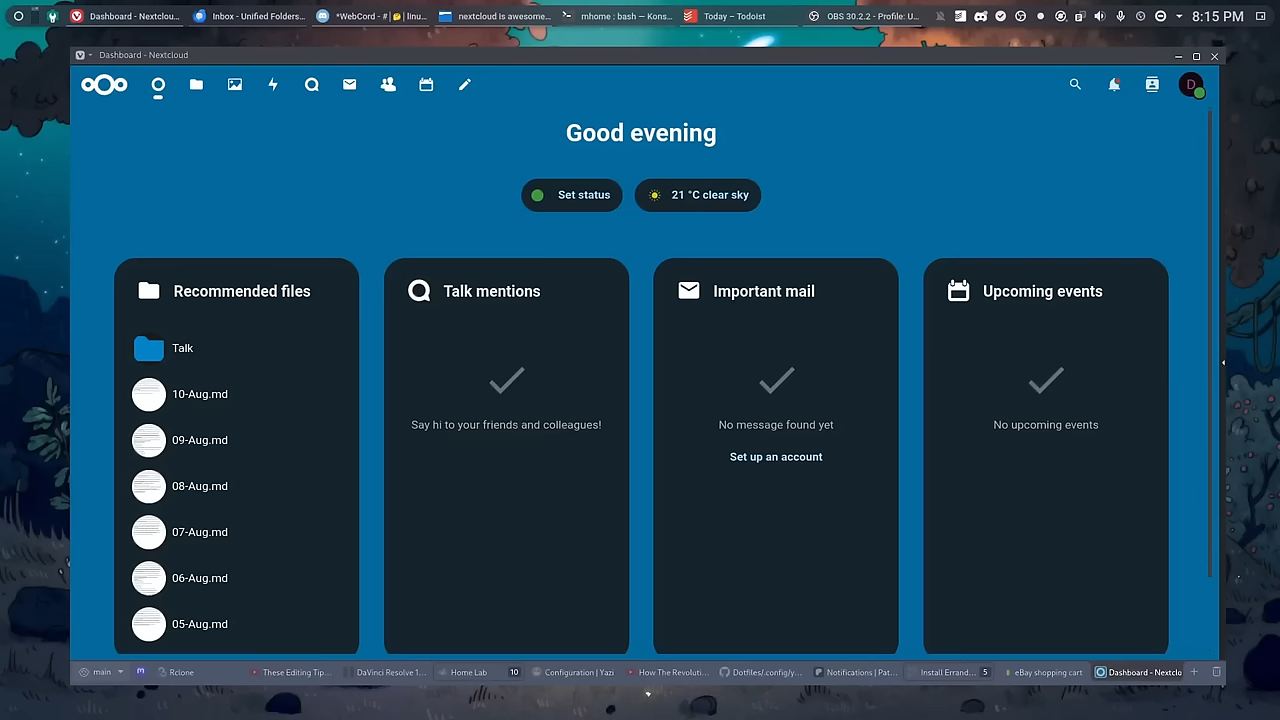 Dashboard - Nextclou...
Inbox - Unified Folders...
*WebCord - # | 🤔 | linu...
nextcloud is awesome...
mhome : bash — Kons...
Today – Todoist
OBS 30.2.2 - Profile: U...
8:15 PM
Dashboard - Nextcloud
D
Good evening
Set status
21 °C clear sky
Recommended files
Talk
10-Aug.md
09-Aug.md
08-Aug.md
07-Aug.md
06-Aug.md
05-Aug.md
Talk mentions
Say hi to your friends and colleagues!
Important mail
No message found yet
Set up an account
Upcoming events
No upcoming events
main
Rclone
These Editing Tip...
DaVinci Resolve 1...
Home Lab
10
Configuration | Yazi
How The Revoluti...
Dotfiles/.config/y...
Notifications | Pat...
Install Errand...
5
eBay shopping cart
Dashboard - Nextclo